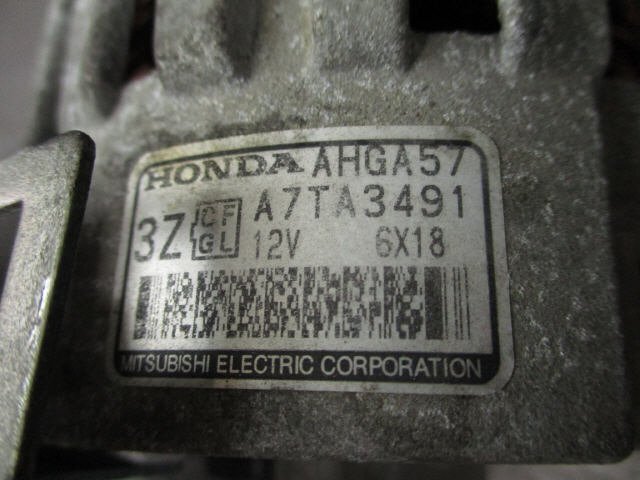 HONDA AHGA57
3Z CF GL A7TA3491
12V 6X18
MITSUBISHI ELECTRIC CORPORATION